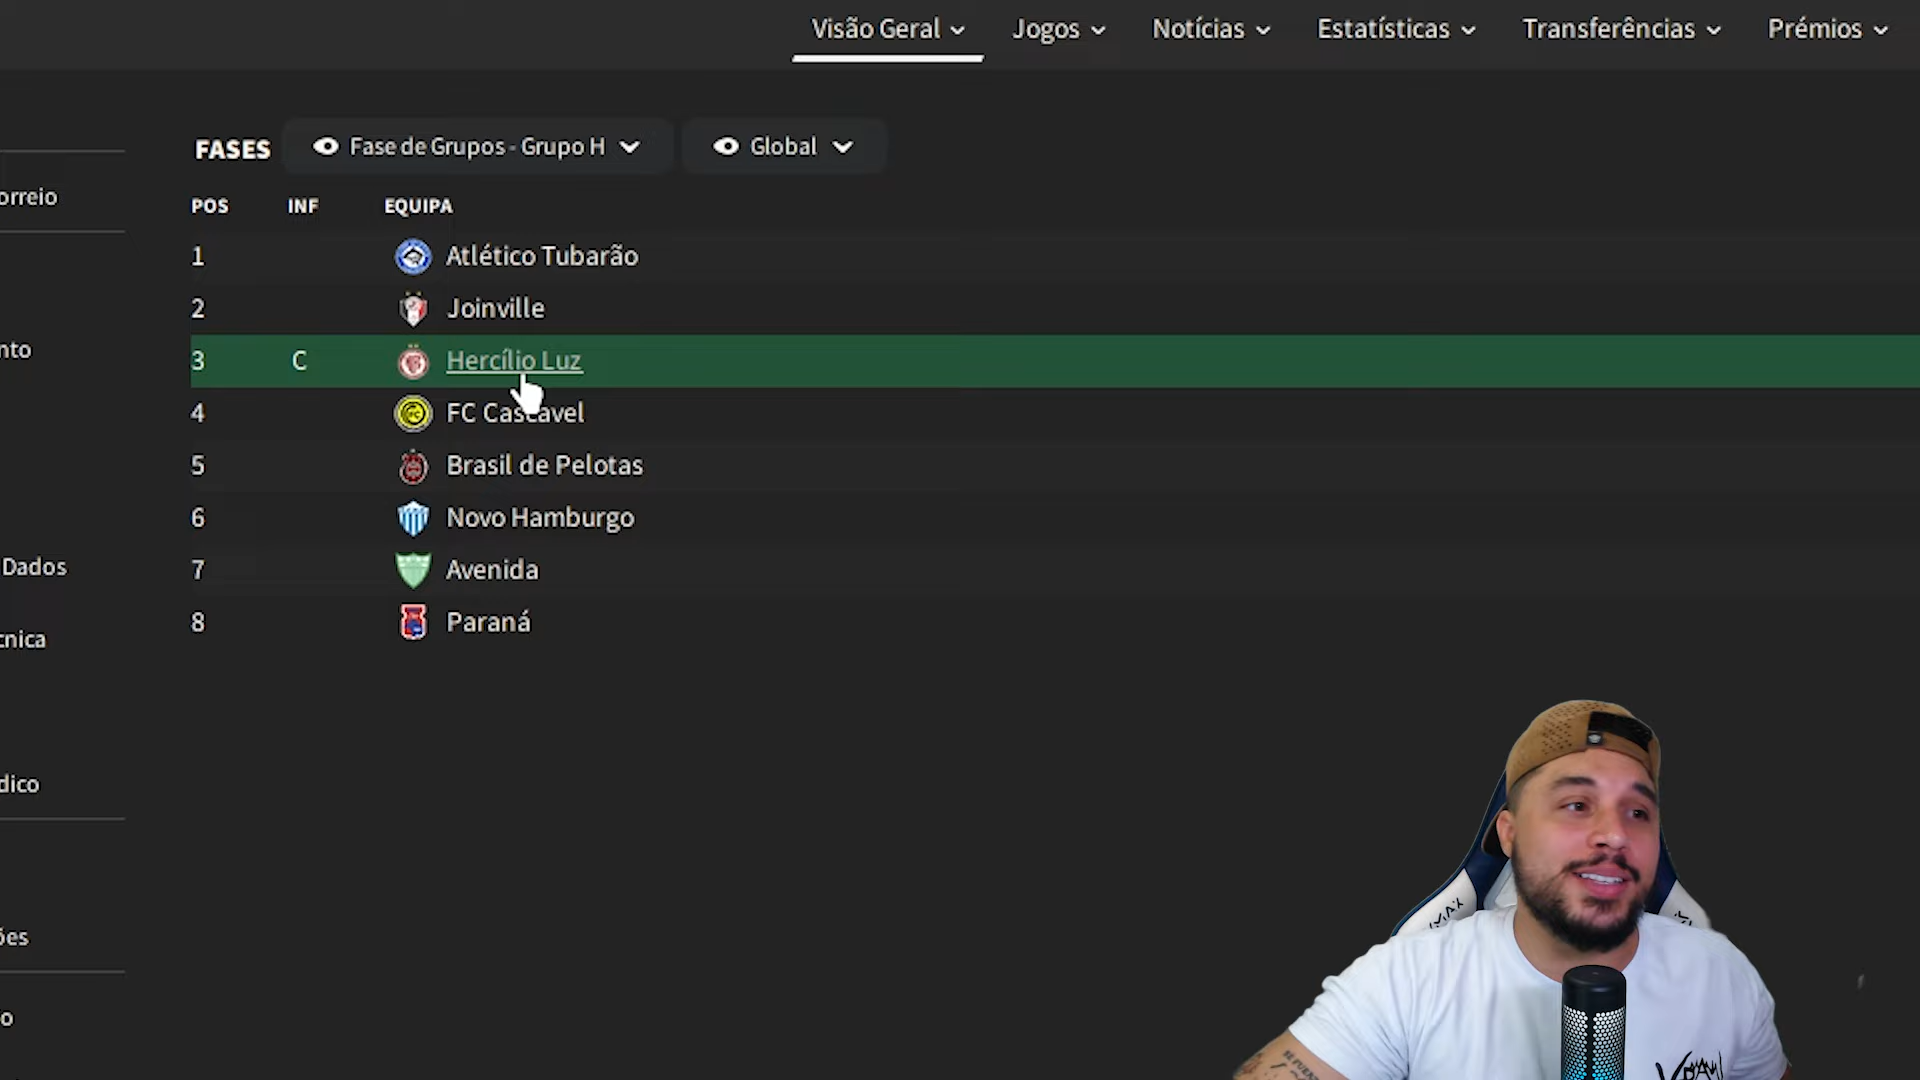 Visão Geral Jogos Notícias Estatísticas Transferências Prémios
FASES Fase de Grupos - Grupo H Global
POS INF EQUIPA
1 Atlético Tubarão
2 Joinville
3 C Hercílio Luz
4 FC Cascavel
5 Brasil de Pelotas
6 Novo Hamburgo
7 Avenida
8 Paraná
orreio
nto
Dados
cnica
dico
ões
o